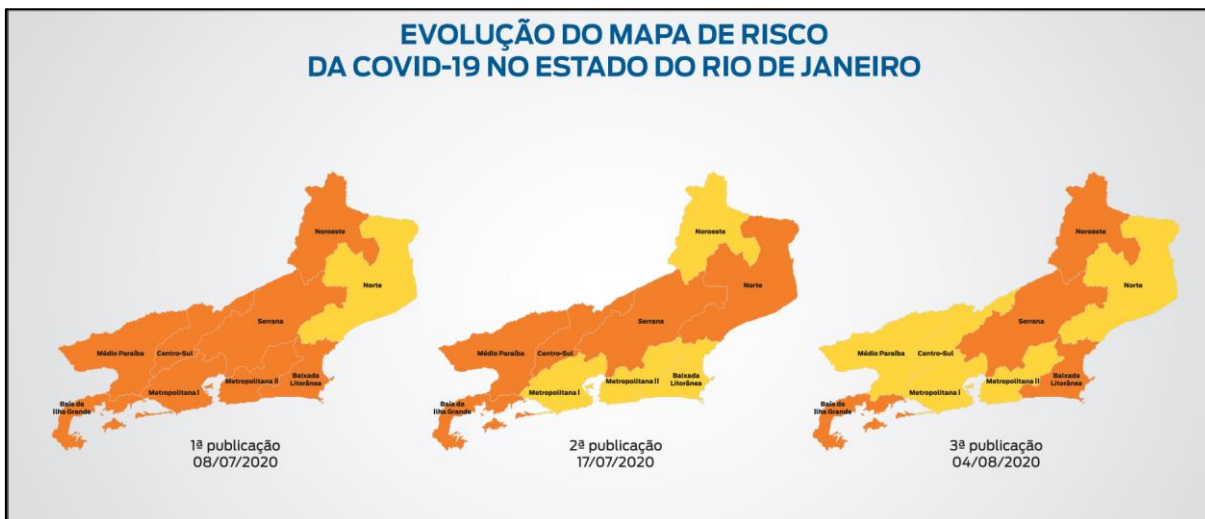 EVOLUÇÃO DO MAPA DE RISCO
DA COVID-19 NO ESTADO DO RIO DE JANEIRO
Noroeste
Norte
Serrana
Médio Paraíba
Centro-Sul
Metropolitana I
Metropolitana II
Baixada
Litorânea
Baía da
Ilha Grande
1ª publicação
08/07/2020
Noroeste
Norte
Serrana
Médio Paraíba
Centro-Sul
Metropolitana I
Metropolitana II
Baixada
Litorânea
Baía da
Ilha Grande
2ª publicação
17/07/2020
Noroeste
Norte
Serrana
Médio Paraíba
Centro-Sul
Metropolitana I
Metropolitana II
Baixada
Litorânea
Baía da
Ilha Grande
3ª publicação
04/08/2020